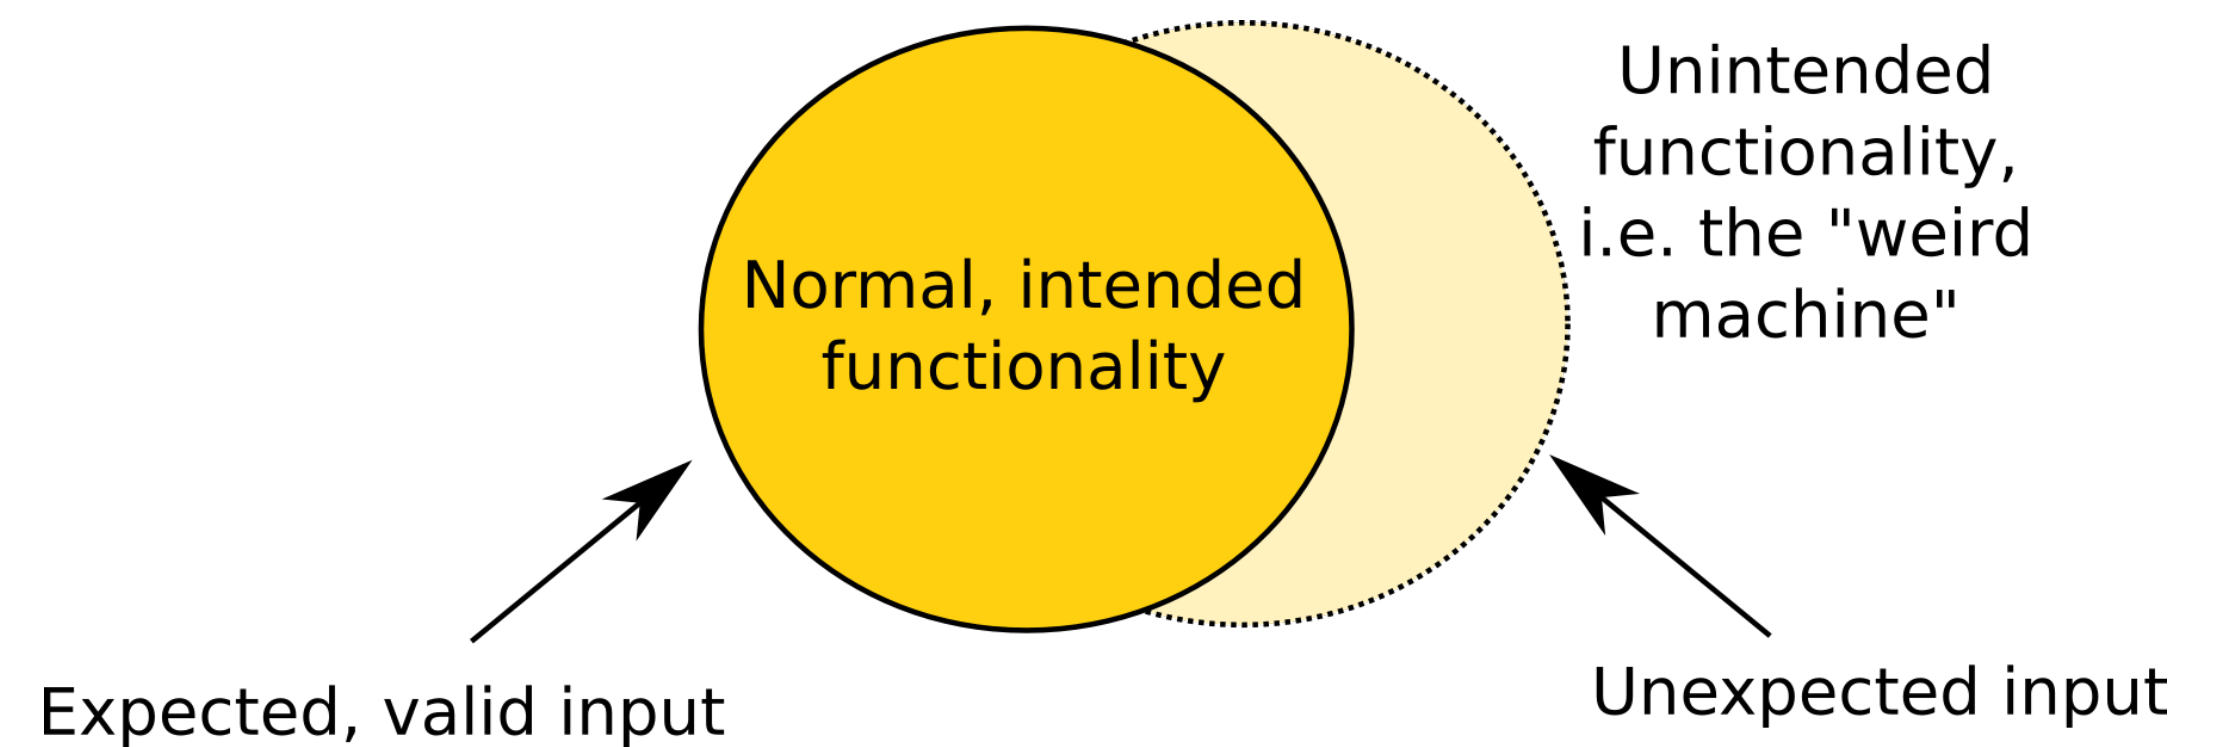 Unintended
functionality,
i.e. the "weird
machine"
Normal, intended
functionality
Expected, valid input
Unexpected input